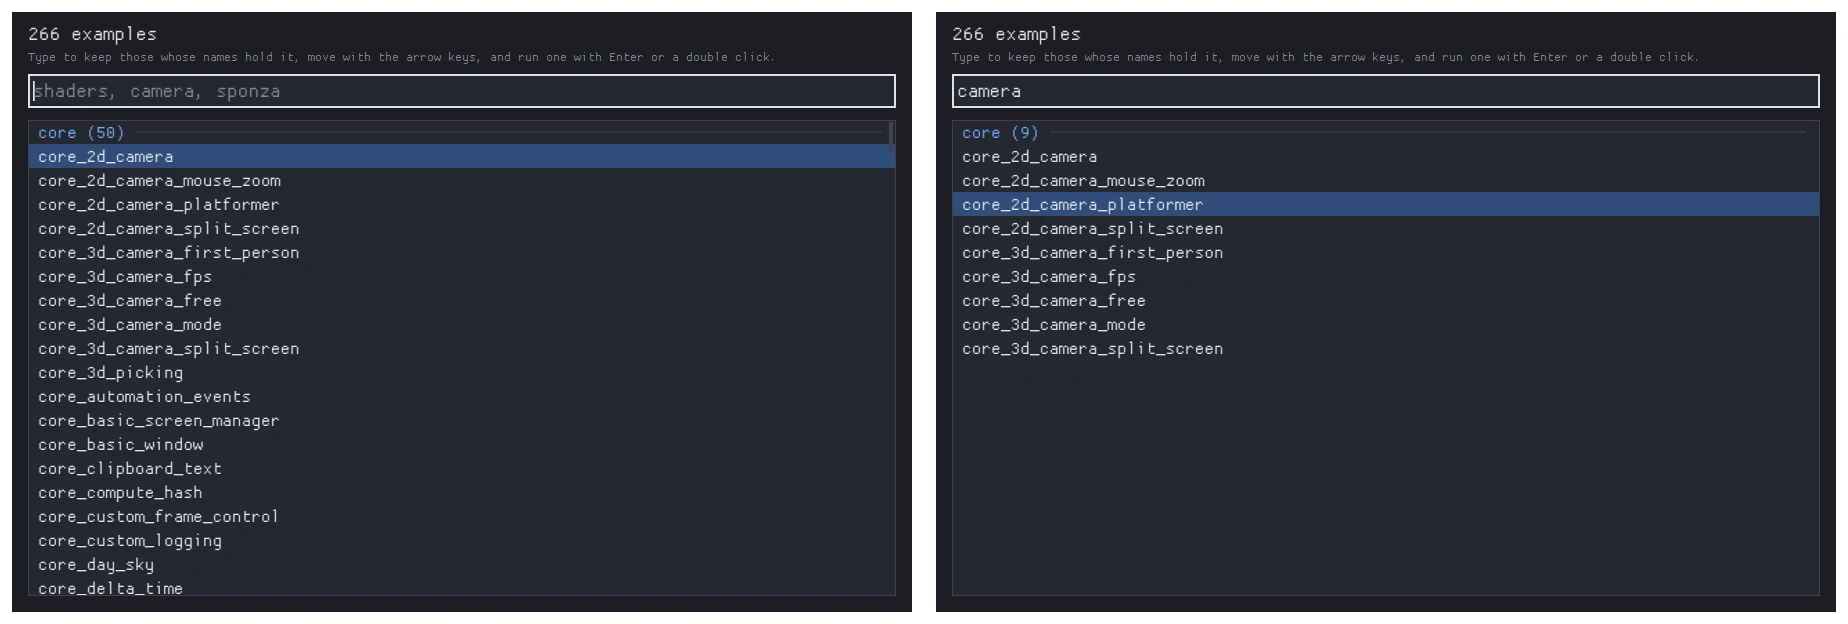 266 examples
Type to keep those whose names hold it, move with the arrow keys, and run one with Enter or a double click.
shaders, camera, sponza
core (50)
core_2d_camera
core_2d_camera_mouse_zoom
core_2d_camera_platformer
core_2d_camera_split_screen
core_3d_camera_first_person
core_3d_camera_fps
core_3d_camera_free
core_3d_camera_mode
core_3d_camera_split_screen
core_3d_picking
core_automation_events
core_basic_screen_manager
core_basic_window
core_clipboard_text
core_compute_hash
core_custom_frame_control
core_custom_logging
core_day_sky
core_delta_time
266 examples
Type to keep those whose names hold it, move with the arrow keys, and run one with Enter or a double click.
camera
core (9)
core_2d_camera
core_2d_camera_mouse_zoom
core_2d_camera_platformer
core_2d_camera_split_screen
core_3d_camera_first_person
core_3d_camera_fps
core_3d_camera_free
core_3d_camera_mode
core_3d_camera_split_screen